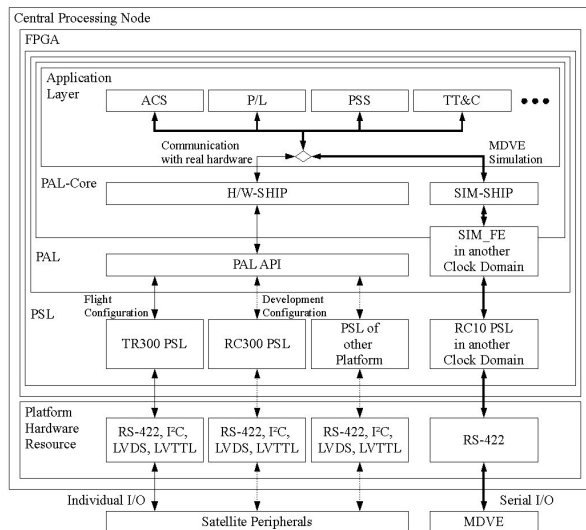 Central Processing Node
FPGA
Application
Layer
ACS
P/L
PSS
TT&C
Communication
with real hardware
MDVE
Simulation
PAL-Core
H/W-SHIP
SIM-SHIP
SIM_FE
in another
Clock Domain
PAL
PAL API
Flight
Configuration
Development
Configuration
PSL
TR300 PSL
RC300 PSL
PSL of
other
Platform
RC10 PSL
in another
Clock Domain
Platform
Hardware
Resource
RS-422, I²C,
LVDS, LVTTL
RS-422, I²C,
LVDS, LVTTL
RS-422, I²C,
LVDS, LVTTL
RS-422
Individual I/O
Serial I/O
Satellite Peripherals
MDVE